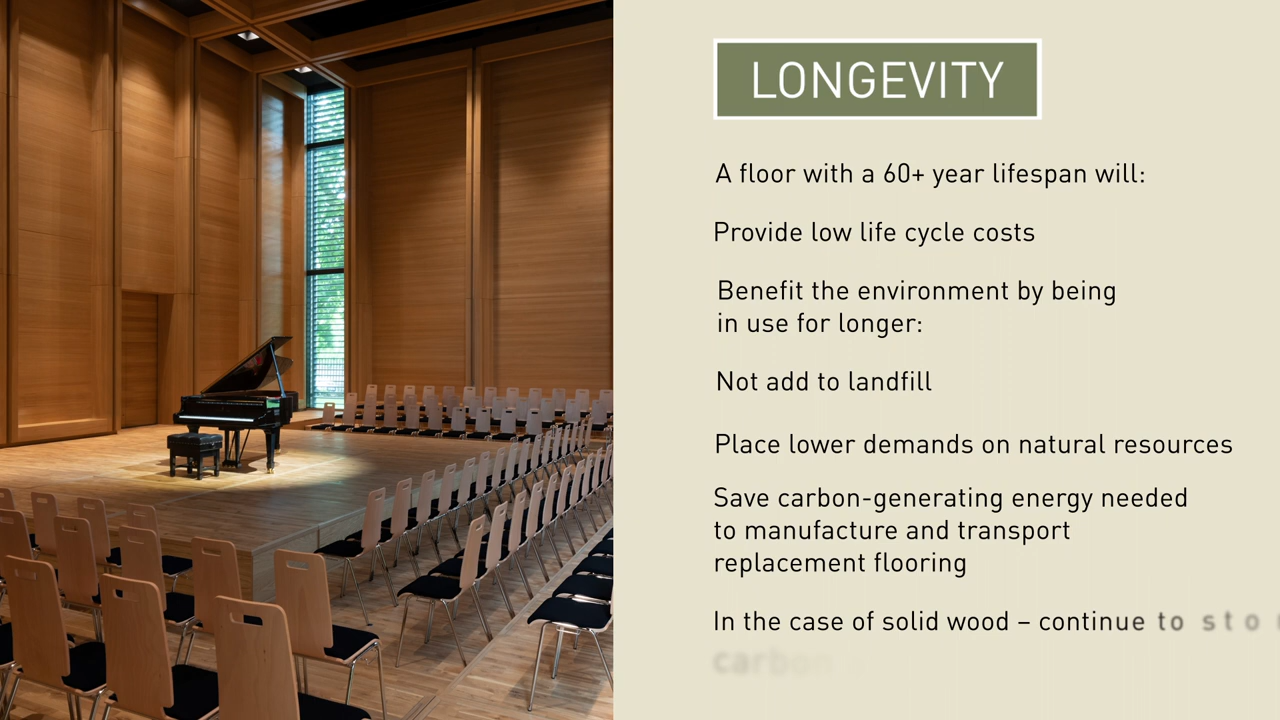 LONGEVITY
A floor with a 60+ year lifespan will:
Provide low life cycle costs
Benefit the environment by being
in use for longer:
Not add to landfill
Place lower demands on natural resources
Save carbon-generating energy needed
to manufacture and transport
replacement flooring
In the case of solid wood – continue to
carbon